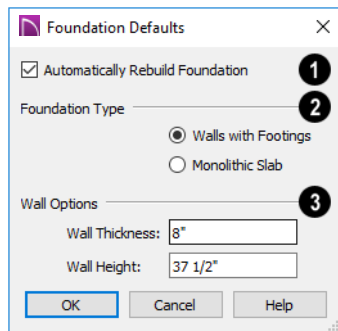 Foundation Defaults
Automatically Rebuild Foundation 1
Foundation Type 2
Walls with Footings
Monolithic Slab
Wall Options 3
Wall Thickness: 8"
Wall Height: 37 1/2"
OK Cancel Help